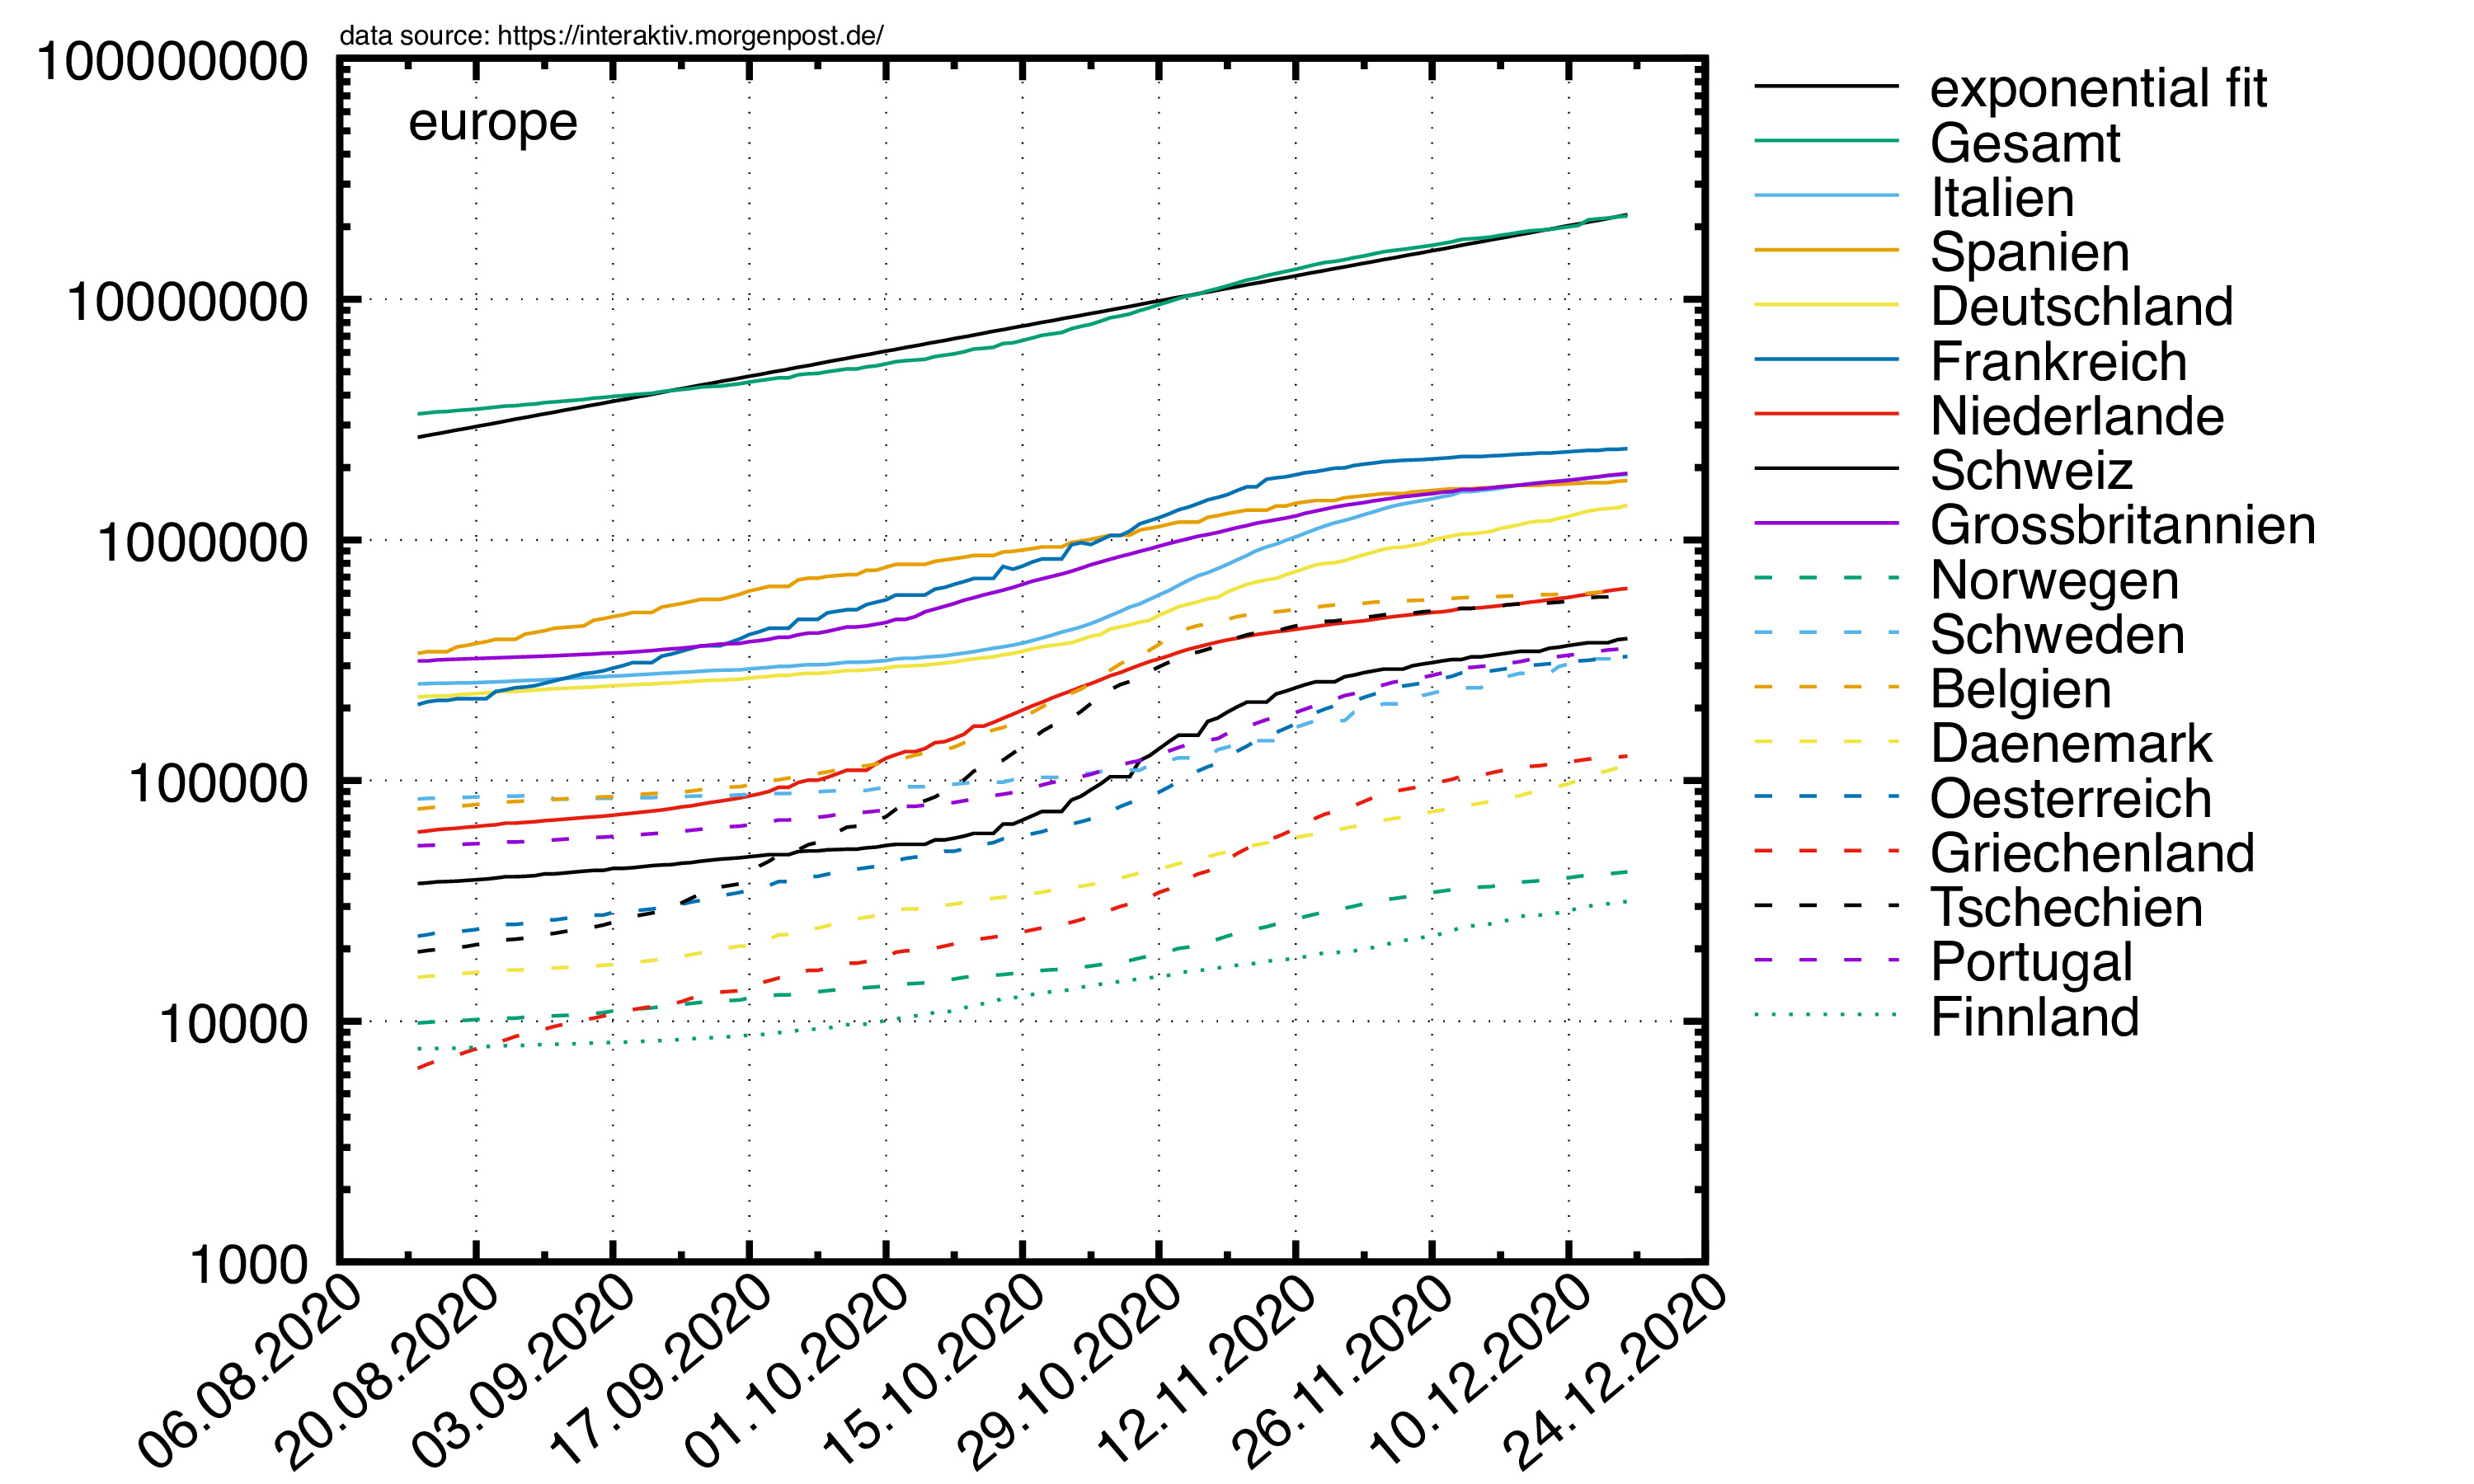 data source: https://interaktiv.morgenpost.de/
100000000
10000000
1000000
100000
10000
1000
europe
06.08.2020
20.08.2020
03.09.2020
17.09.2020
01.10.2020
15.10.2020
29.10.2020
12.11.2020
26.11.2020
10.12.2020
24.12.2020
exponential fit
Gesamt
Italien
Spanien
Deutschland
Frankreich
Niederlande
Schweiz
Grossbritannien
Norwegen
Schweden
Belgien
Daenemark
Oesterreich
Griechenland
Tschechien
Portugal
Finnland